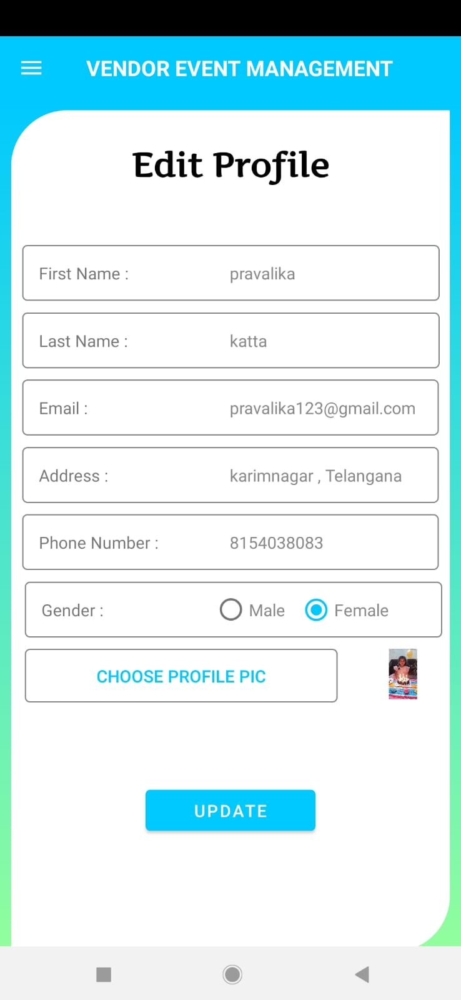 VENDOR EVENT MANAGEMENT
Edit Profile
First Name : pravalika
Last Name : katta
Email : pravalika123@gmail.com
Address : karimnagar , Telangana
Phone Number : 8154038083
Gender : Male Female
CHOOSE PROFILE PIC
UPDATE